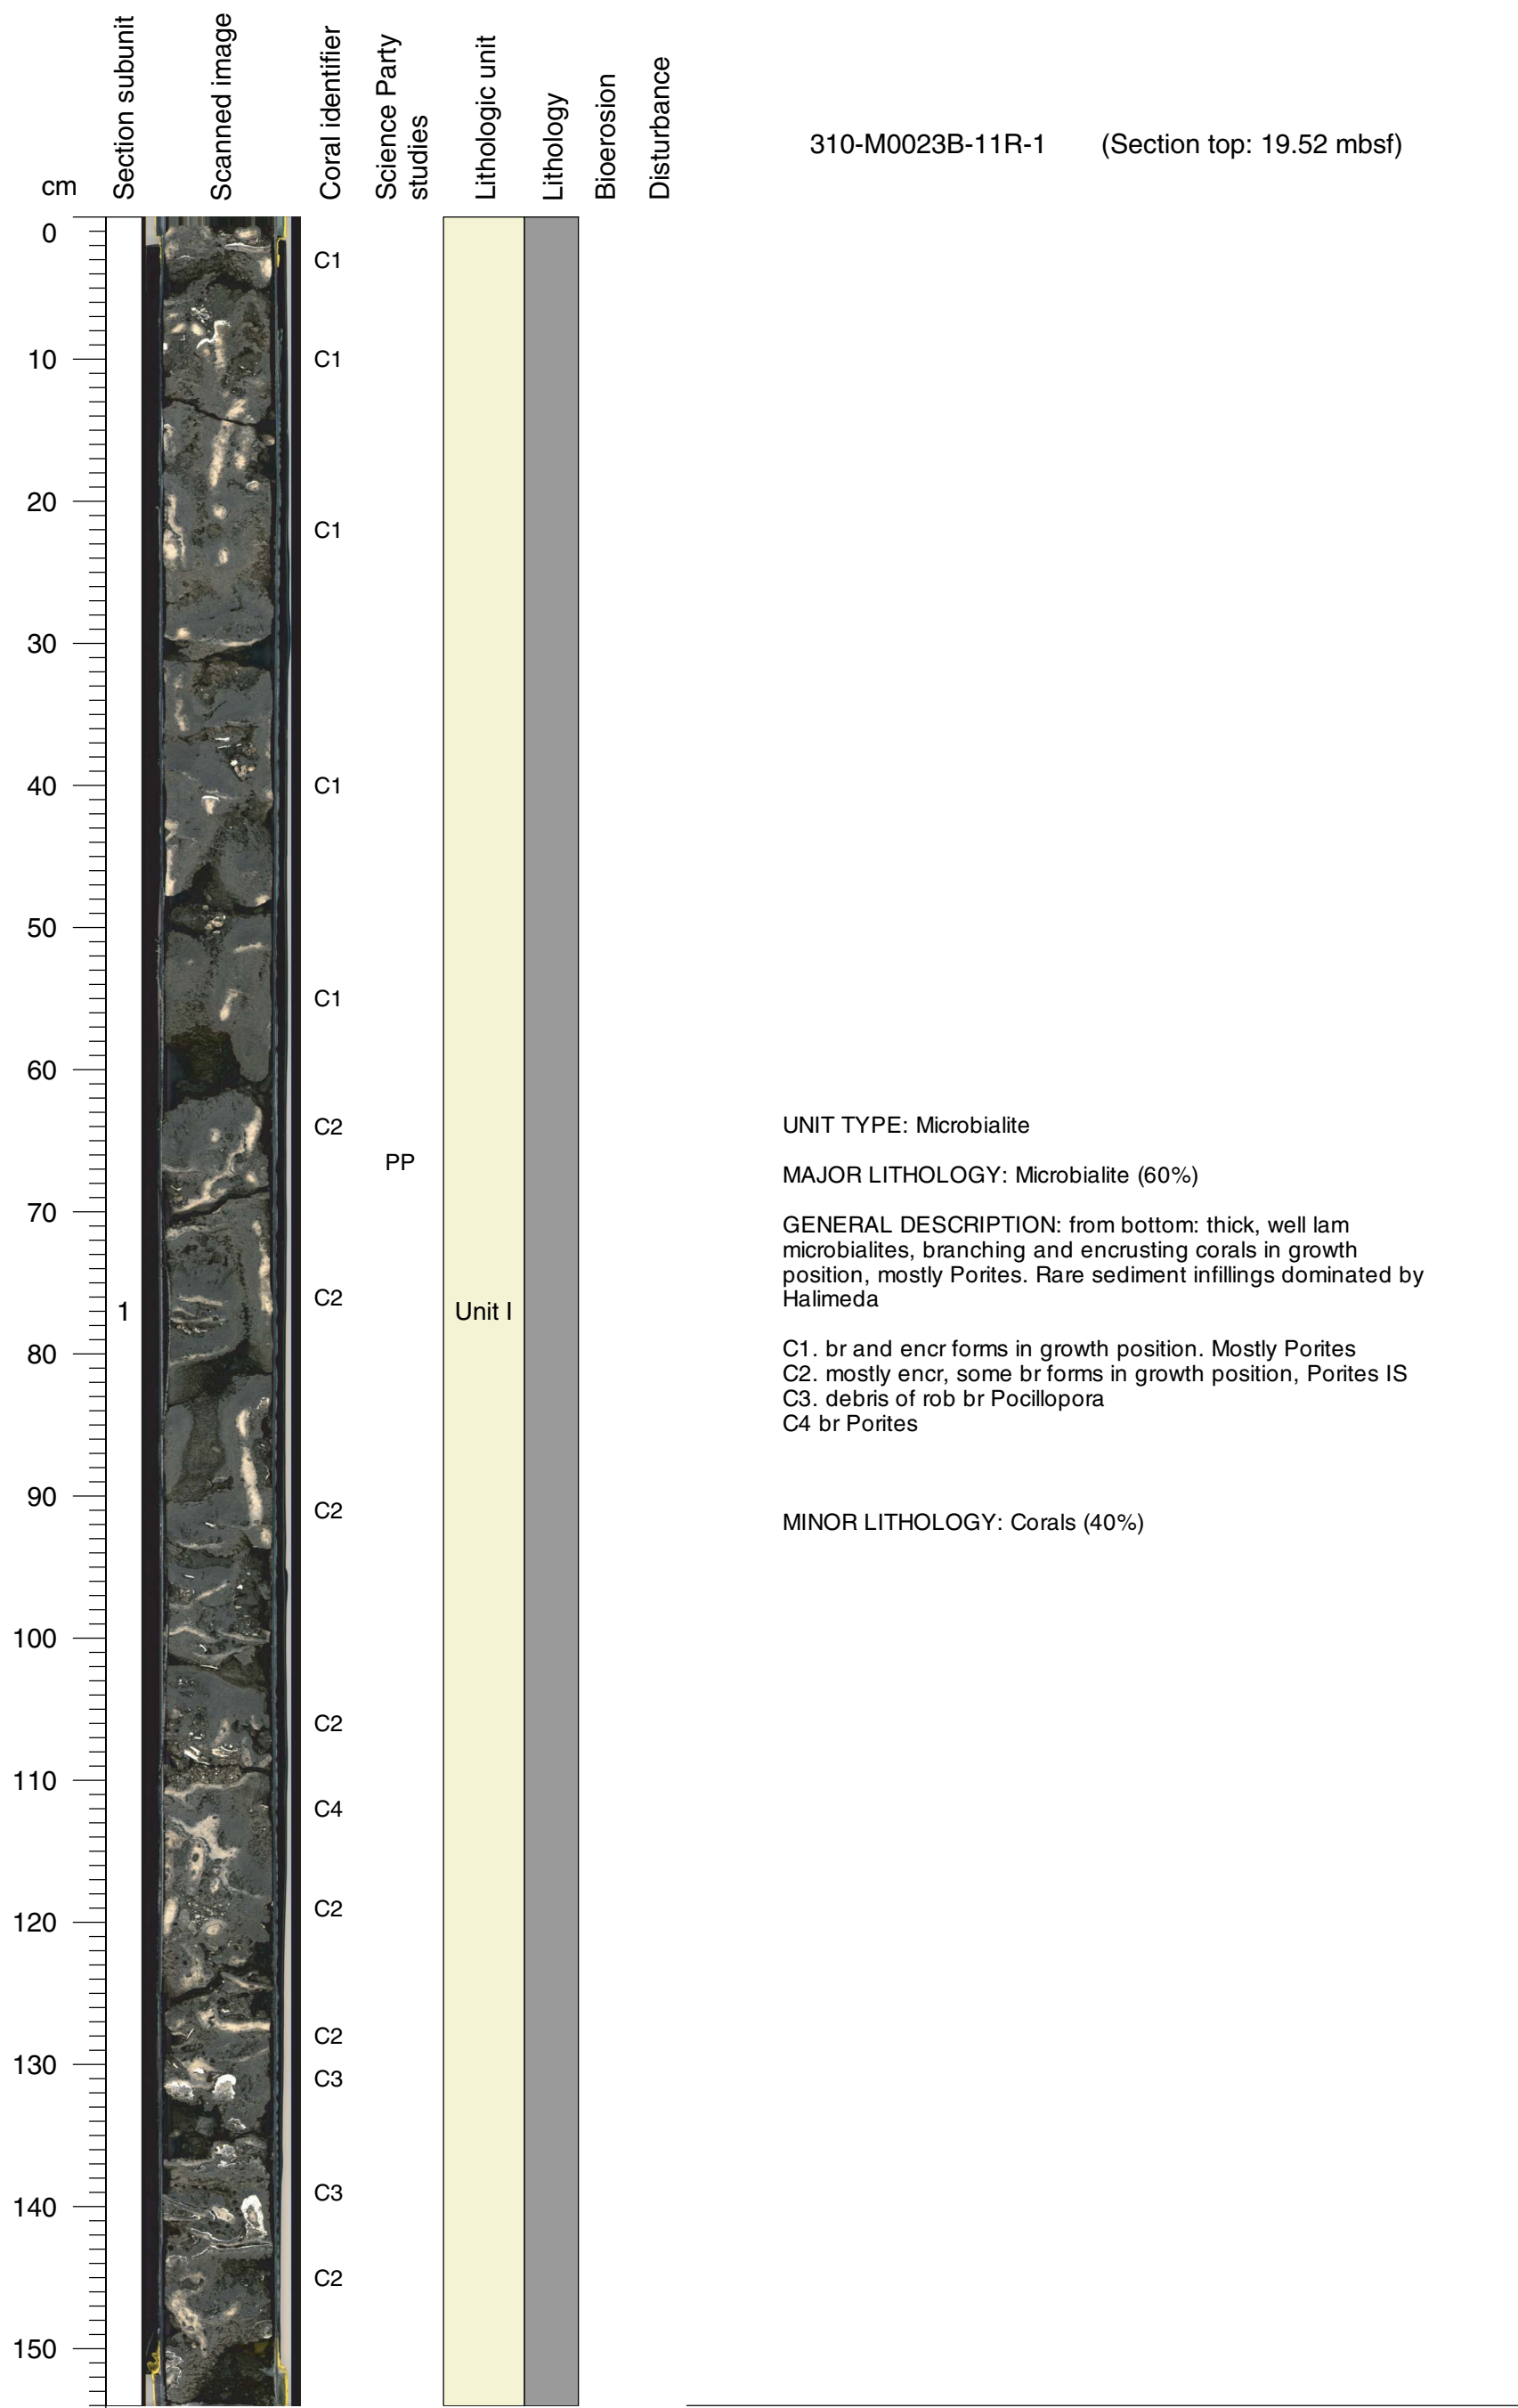 310-M0023B-11R-1 (Section top: 19.52 mbsf)
cm
Section subunit
Scanned image
Coral identifier
Science Party
studies
Lithologic unit
Lithology
Bioerosion
Disturbance
0
C1
10
C1
20
C1
30
40
C1
50
C1
60
C2
PP
70
C2
1
Unit I
80
90
C2
100
C2
110
C4
C2
120
C2
130
C3
C3
140
C2
150
UNIT TYPE: Microbialite
MAJOR LITHOLOGY: Microbialite (60%)
GENERAL DESCRIPTION: from bottom: thick, well lam
microbialites, branching and encrusting corals in growth
position, mostly Porites. Rare sediment infillings dominated by
Halimeda
C1. br and encr forms in growth position. Mostly Porites
C2. mostly encr, some br forms in growth position, Porites IS
C3. debris of rob br Pocillopora
C4 br Porites
MINOR LITHOLOGY: Corals (40%)